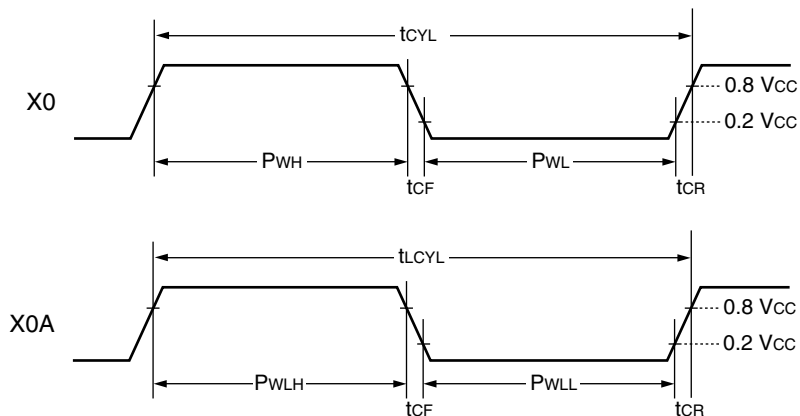 tCYL
X0
0.8 VCC
0.2 VCC
PWH
PWL
tCF
tCR
tLCYL
X0A
0.8 VCC
0.2 VCC
PWLH
PWLL
tCF
tCR